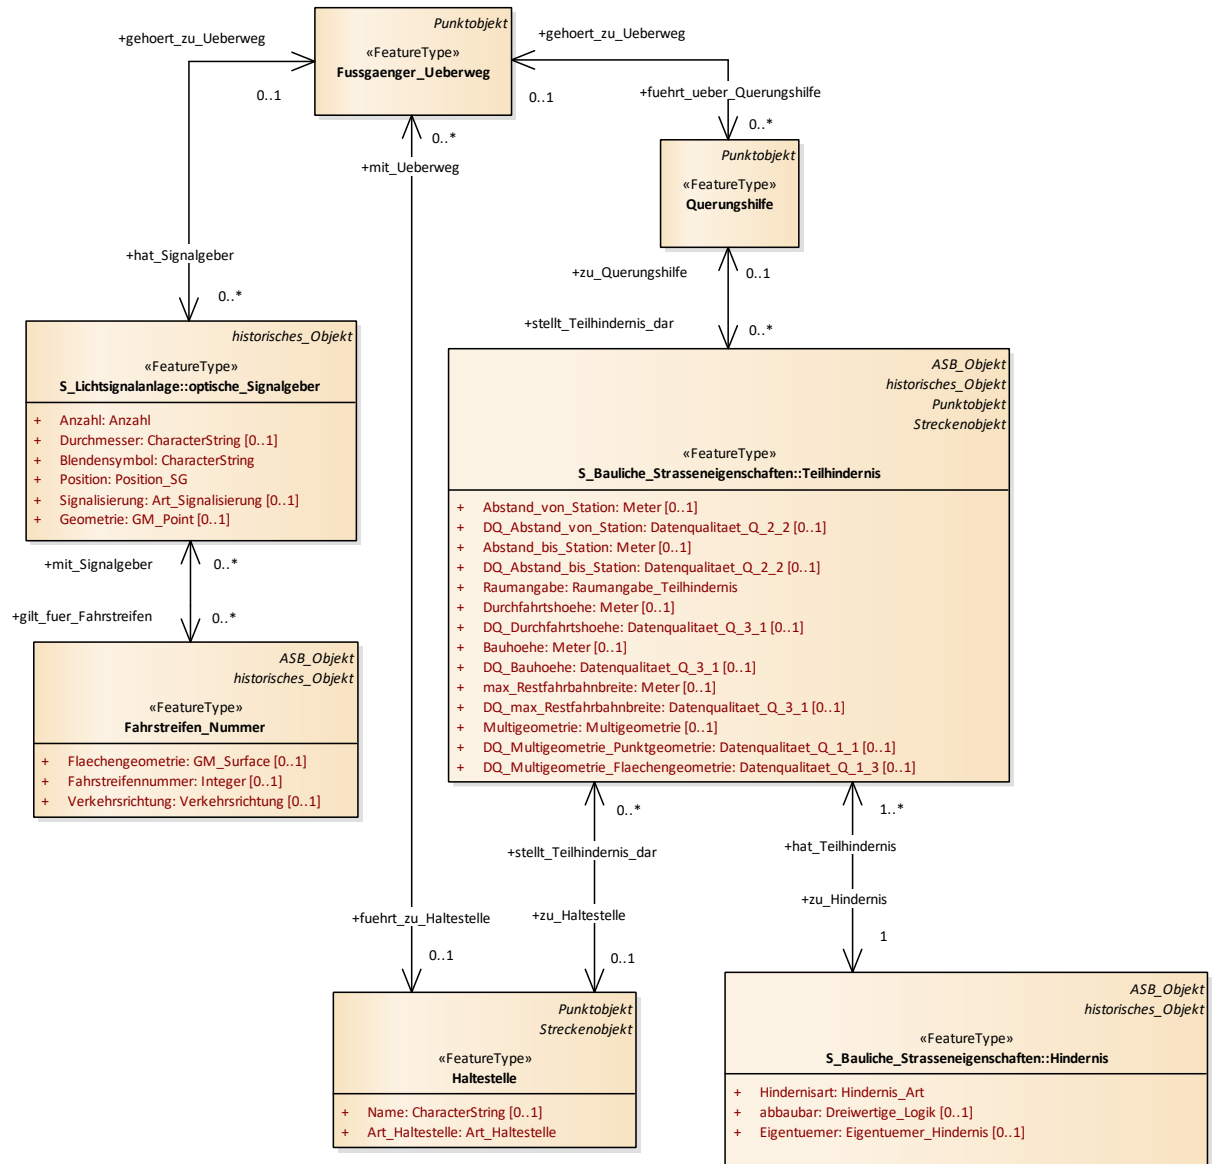 Punktobjekt
«FeatureType»
Fussgaenger_Ueberweg
+gehoert_zu_Ueberweg
0..1
+gehoert_zu_Ueberweg
0..1
+fuehrt_ueber_Querungshilfe
0..*
0..*
+mit_Ueberweg
Punktobjekt
«FeatureType»
Querungshilfe
+hat_Signalgeber
0..*
+zu_Querungshilfe
0..1
+stellt_Teilhindernis_dar
0..*
historisches_Objekt
«FeatureType»
S_Lichtsignalanlage::optische_Signalgeber
+ Anzahl: Anzahl
+ Durchmesser: CharacterString [0..1]
+ Blendensymbol: CharacterString
+ Position: Position_SG
+ Signalisierung: Art_Signalisierung [0..1]
+ Geometrie: GM_Point [0..1]
ASB_Objekt
historisches_Objekt
Punktobjekt
Streckenobjekt
«FeatureType»
S_Bauliche_Strasseneigenschaften::Teilhindernis
+ Abstand_von_Station: Meter [0..1]
+ DQ_Abstand_von_Station: Datenqualitaet_Q_2_2 [0..1]
+ Abstand_bis_Station: Meter [0..1]
+ DQ_Abstand_bis_Station: Datenqualitaet_Q_2_2 [0..1]
+ Raumangabe: Raumangabe_Teilhindernis
+ Durchfahrtshoehe: Meter [0..1]
+ DQ_Durchfahrtshoehe: Datenqualitaet_Q_3_1 [0..1]
+ Bauhoehe: Meter [0..1]
+ DQ_Bauhoehe: Datenqualitaet_Q_3_1 [0..1]
+ max_Restfahrbahnbreite: Meter [0..1]
+ DQ_max_Restfahrbahnbreite: Datenqualitaet_Q_3_1 [0..1]
+ Multigeometrie: Multigeometrie [0..1]
+ DQ_Multigeometrie_Punktgeometrie: Datenqualitaet_Q_1_1 [0..1]
+ DQ_Multigeometrie_Flaechengeometrie: Datenqualitaet_Q_1_3 [0..1]
+mit_Signalgeber
0..*
+gilt_fuer_Fahrstreifen
0..*
ASB_Objekt
historisches_Objekt
«FeatureType»
Fahrstreifen_Nummer
+ Flaechengeometrie: GM_Surface [0..1]
+ Fahrstreifennummer: Integer [0..1]
+ Verkehrsrichtung: Verkehrsrichtung [0..1]
0..*
+stellt_Teilhindernis_dar
1..*
+hat_Teilhindernis
+fuehrt_zu_Haltestelle
0..1
+zu_Haltestelle
0..1
+zu_Hindernis
1
Punktobjekt
Streckenobjekt
«FeatureType»
Haltestelle
+ Name: CharacterString [0..1]
+ Art_Haltestelle: Art_Haltestelle
ASB_Objekt
historisches_Objekt
«FeatureType»
S_Bauliche_Strasseneigenschaften::Hindernis
+ Hindernisart: Hindernis_Art
+ abbaubar: Dreiwertige_Logik [0..1]
+ Eigentuemer: Eigentuemer_Hindernis [0..1]